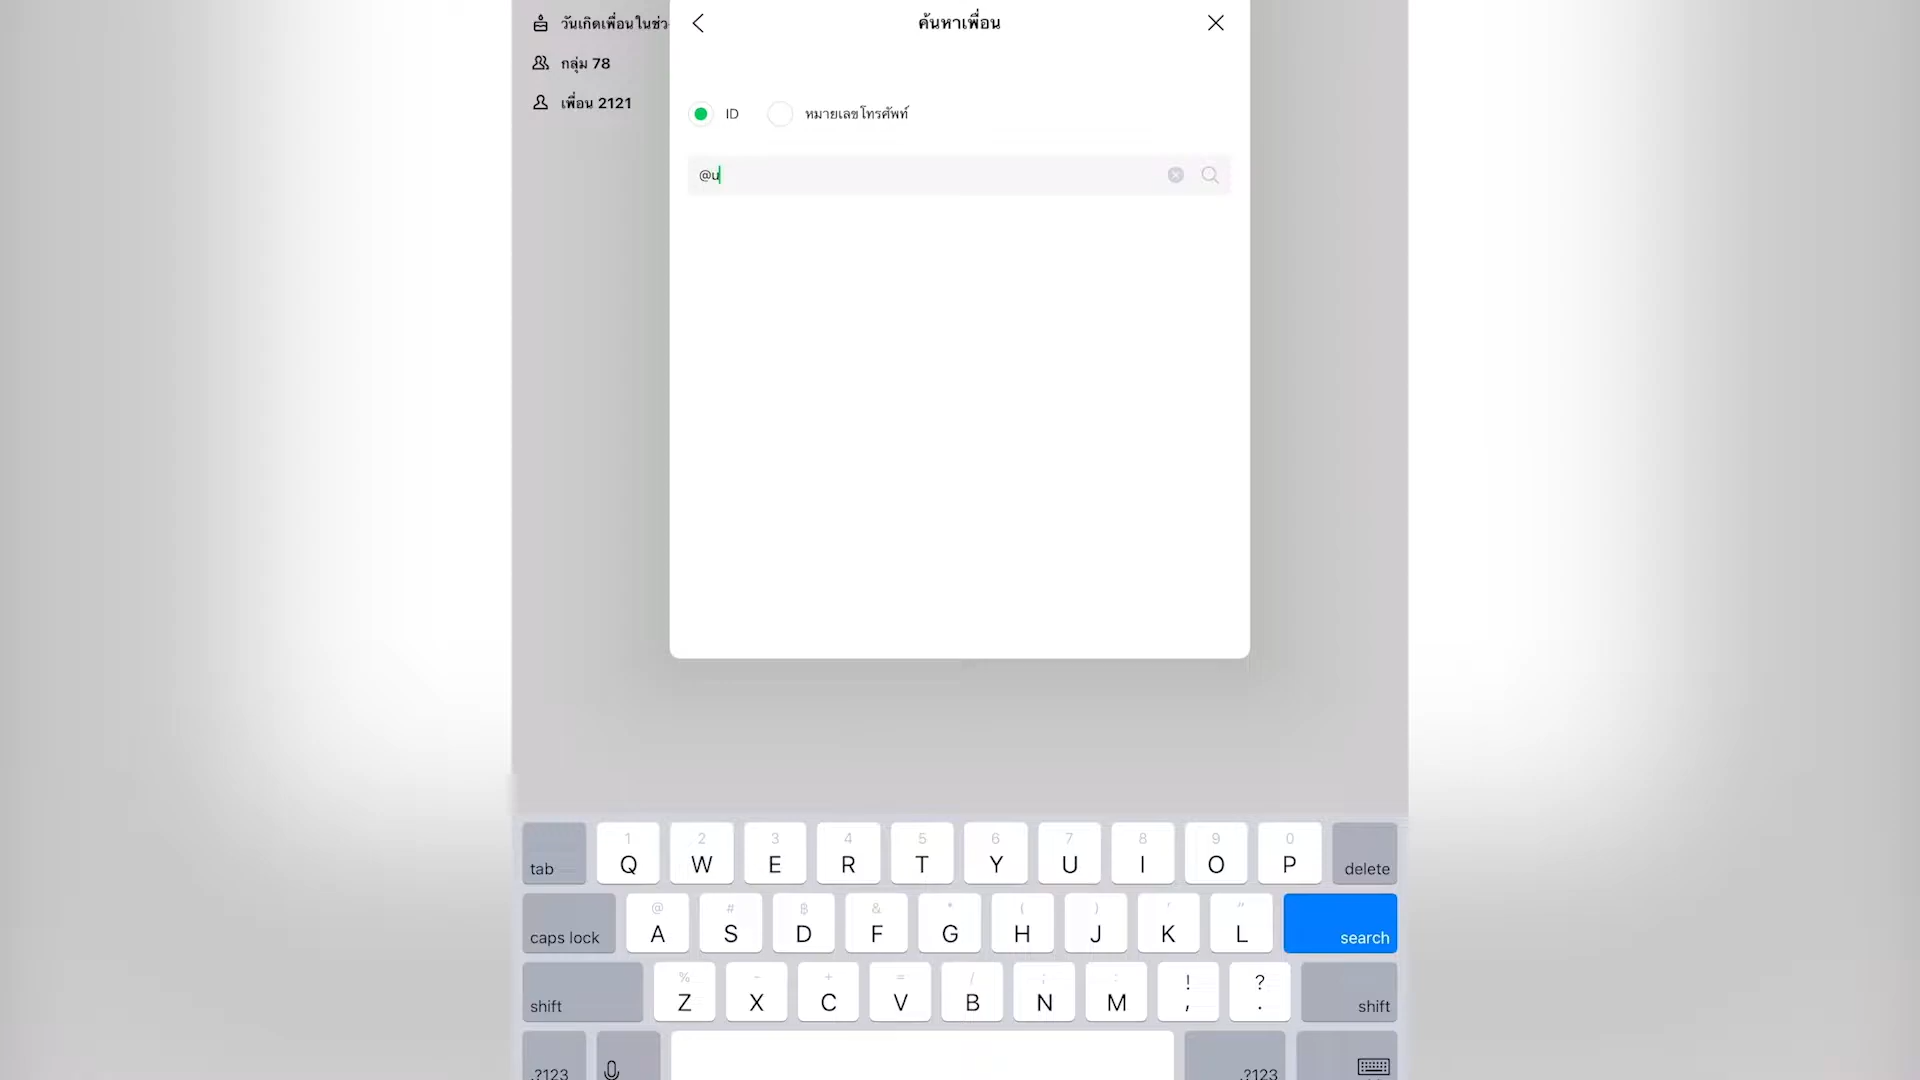 วันเกิดเพื่อนในช่ว
กลุ่ม 78
เพื่อน 2121
ค้นหาเพื่อน
ID หมายเลขโทรศัพท์
@u
1 2 3 4 5 6 7 8 9 0
tab Q W E R T Y U I O P delete
@ # ฿ & * ( ) ' "
caps lock A S D F G H J K L search
% - + = / ; : ! ?
shift Z X C V B N M , . shift
.?123 .?123